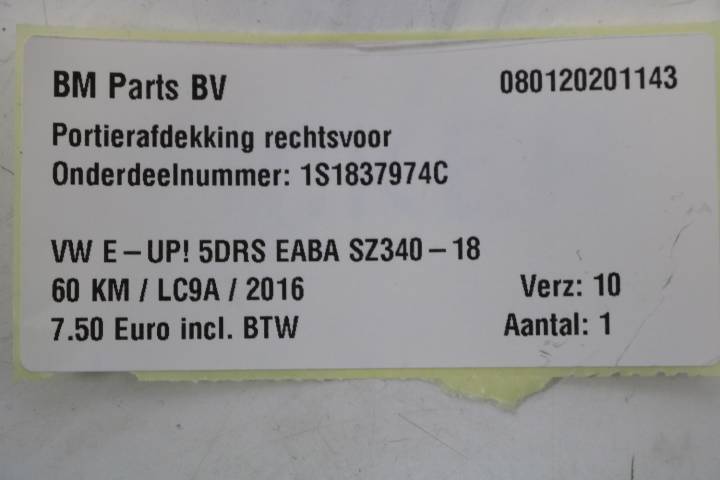 BM Parts BV 080120201143
Portierafdekking rechtsvoor
Onderdeelnummer: 1S1837974C
VW E-UP! 5DRS EABA SZ340-18
60 KM / LC9A / 2016 Verz: 10
7.50 Euro incl. BTW Aantal: 1